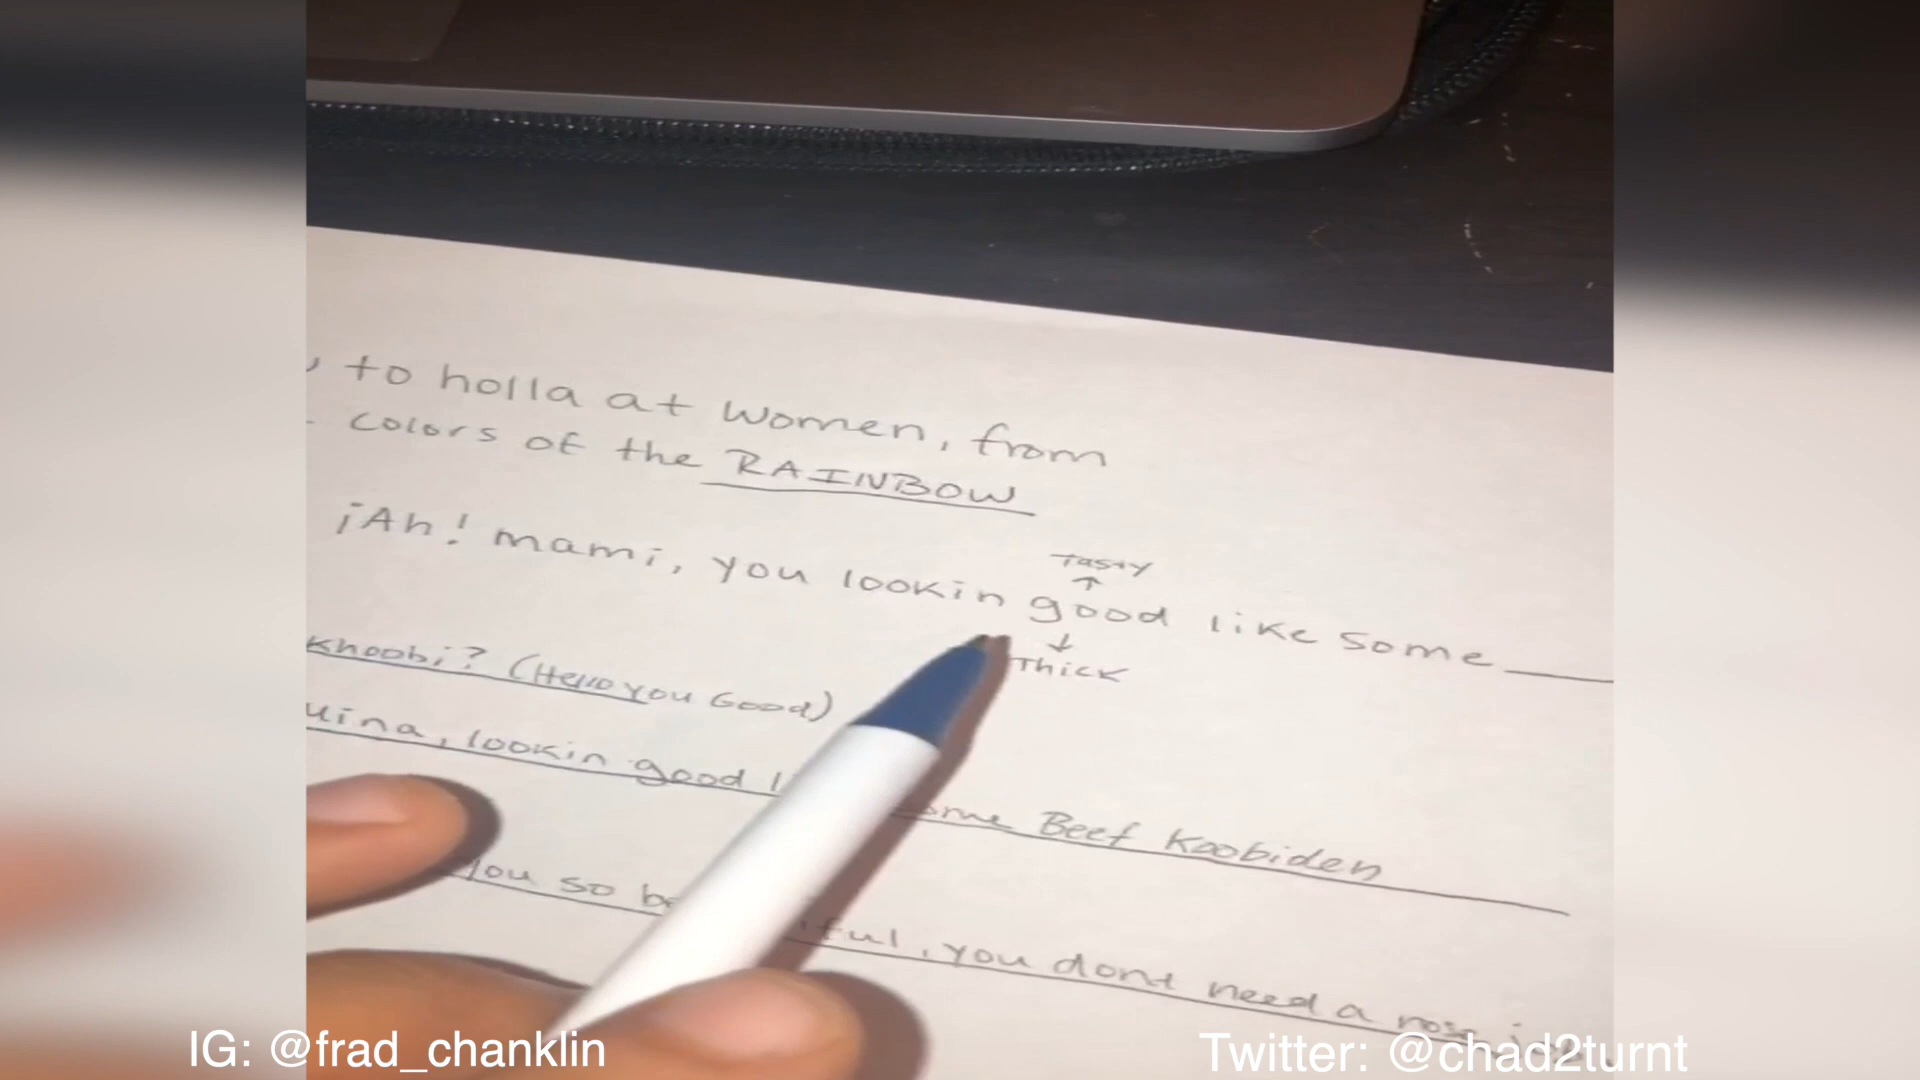 to holla at women, from
colors of the RAINBOW
Tasty
¡Ah! mami, you lookin good like some
Thick
Khoobi? (Hello you Good)
lookin good some Beef Koobiden
you so you dont need a
IG: @frad_chanklin
Twitter: @chad2turnt